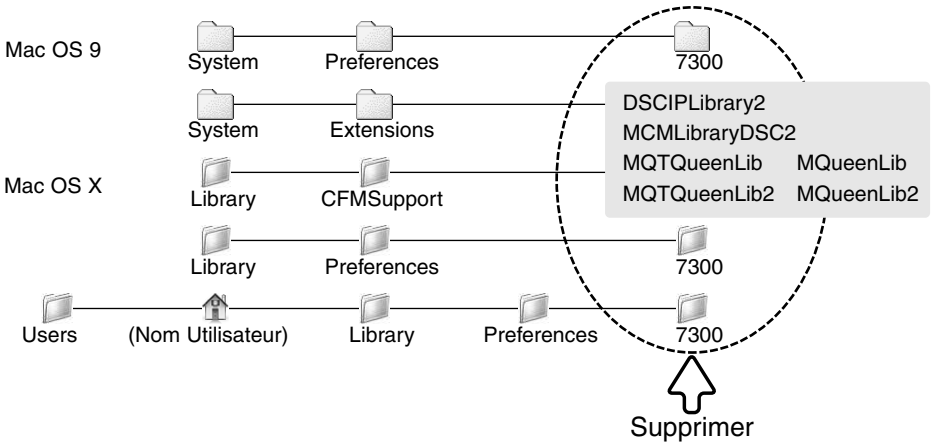 Mac OS 9
System Preferences 7300
System Extensions
DSCIPLibrary2
MCMLibraryDSC2
MQTQueenLib MQueenLib
MQTQueenLib2 MQueenLib2
Mac OS X
Library CFMSupport
Library Preferences 7300
Users (Nom Utilisateur) Library Preferences 7300
Supprimer